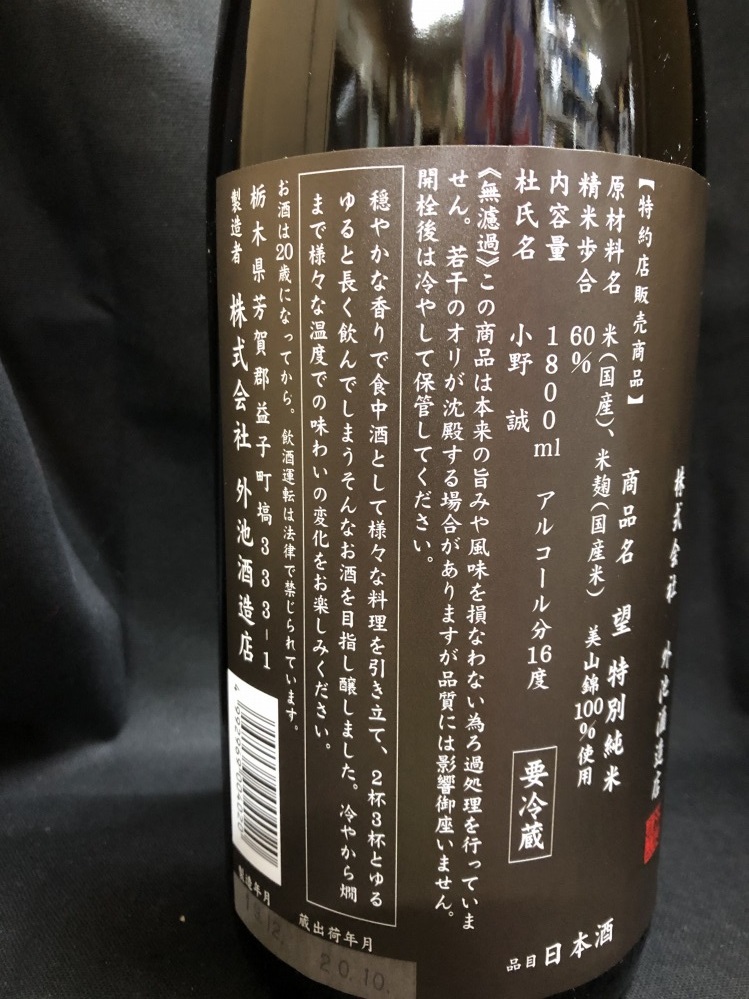 株式会社 外池酒造店
【特約店販売商品】
商品名 望 特別純米
原材料名 米(国産)、米麹(国産米)
精米歩合 60% 美山錦100%使用
内容量 1800ml アルコール分16度
杜氏名 小野 誠
要冷蔵
品目 日本酒
《無濾過》この商品は本来の旨みや風味を損なわない為ろ過処理を行っていま
せん。若干のオリが沈殿する場合がありますが品質には影響御座いません。
開栓後は冷やして保管してください。
穏やかな香りで食中酒として様々な料理を引き立て、2杯3杯とゆる
ゆると長く飲んでしまうそんなお酒を目指し醸しました。冷やから燗
まで様々な温度での味わいの変化をお楽しみください。
お酒は20歳になってから。飲酒運転は法律で禁じられています。
栃木県芳賀郡益子町塙333-1
製造者 株式会社 外池酒造店
蔵出荷年月
20.10.
製造年月